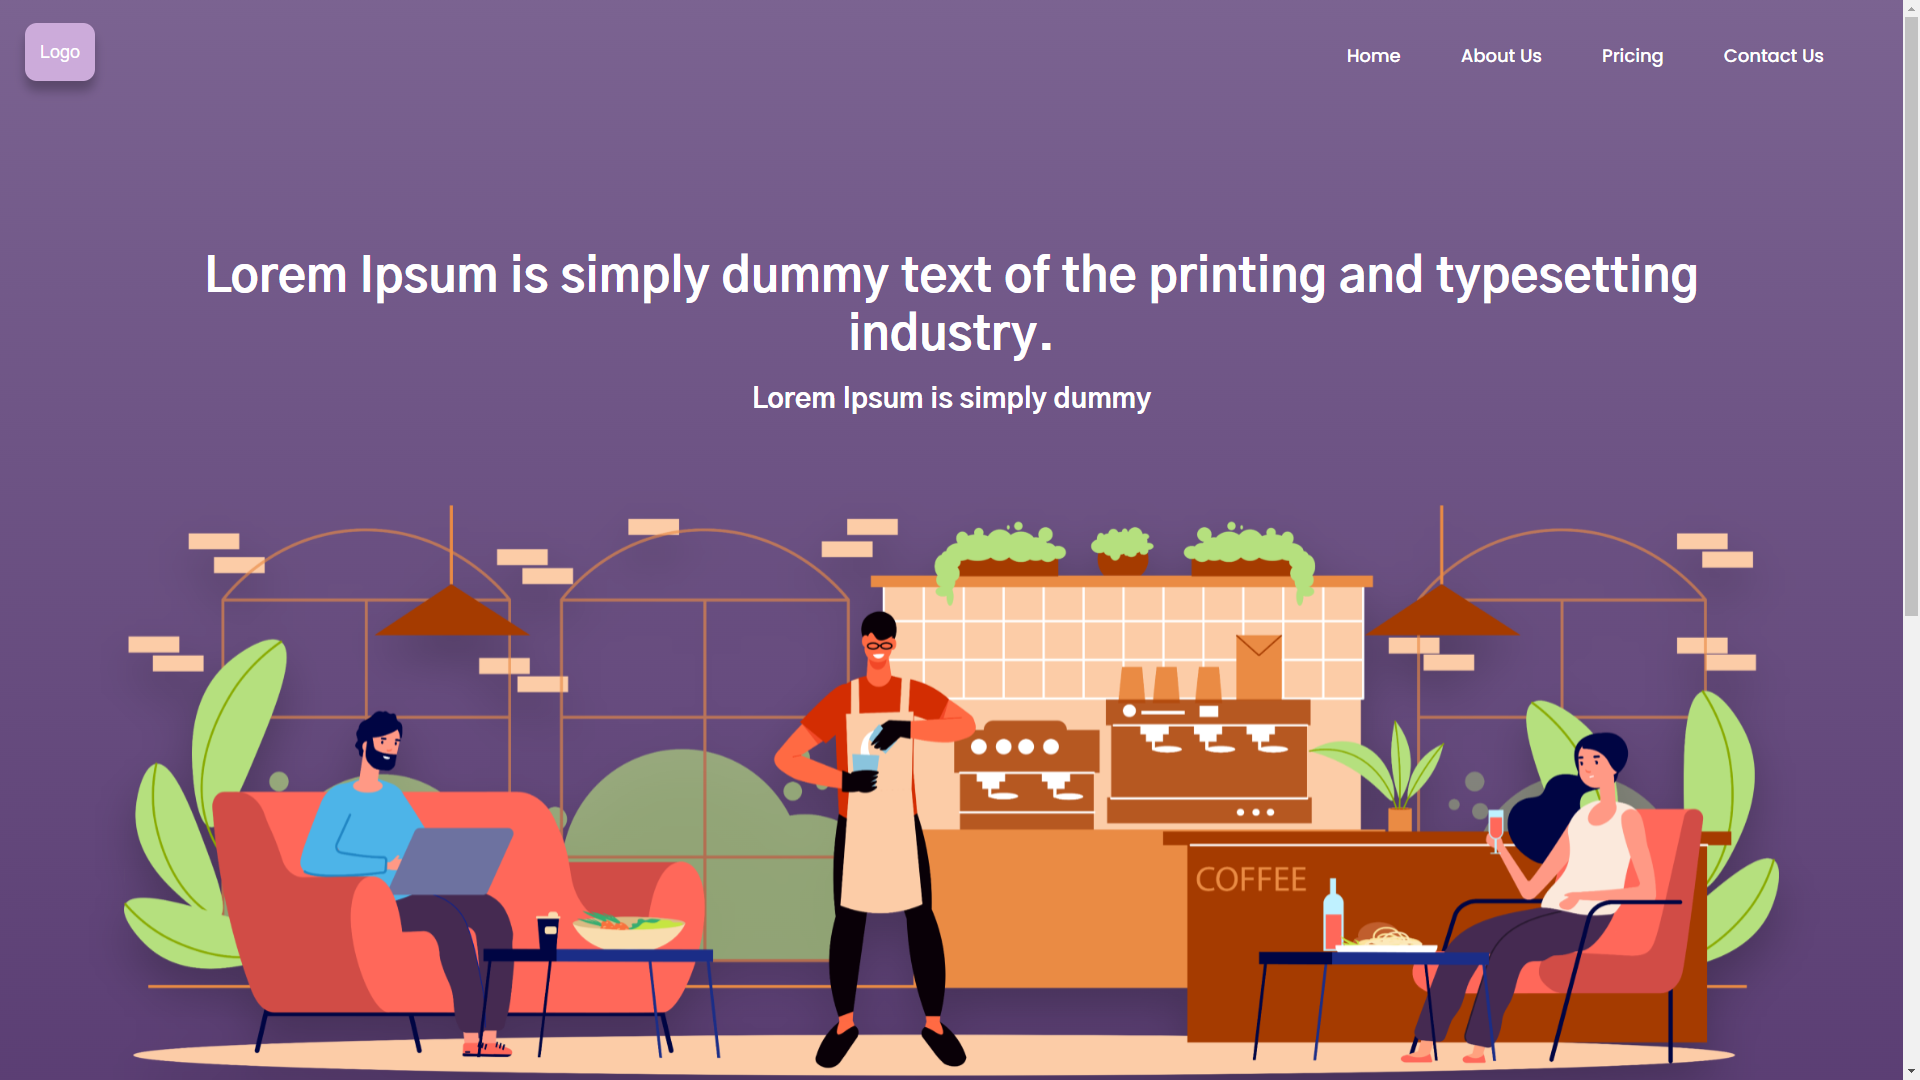 Logo
Home About Us Pricing Contact Us
Lorem Ipsum is simply dummy text of the printing and typesetting
industry.
Lorem Ipsum is simply dummy
COFFEE